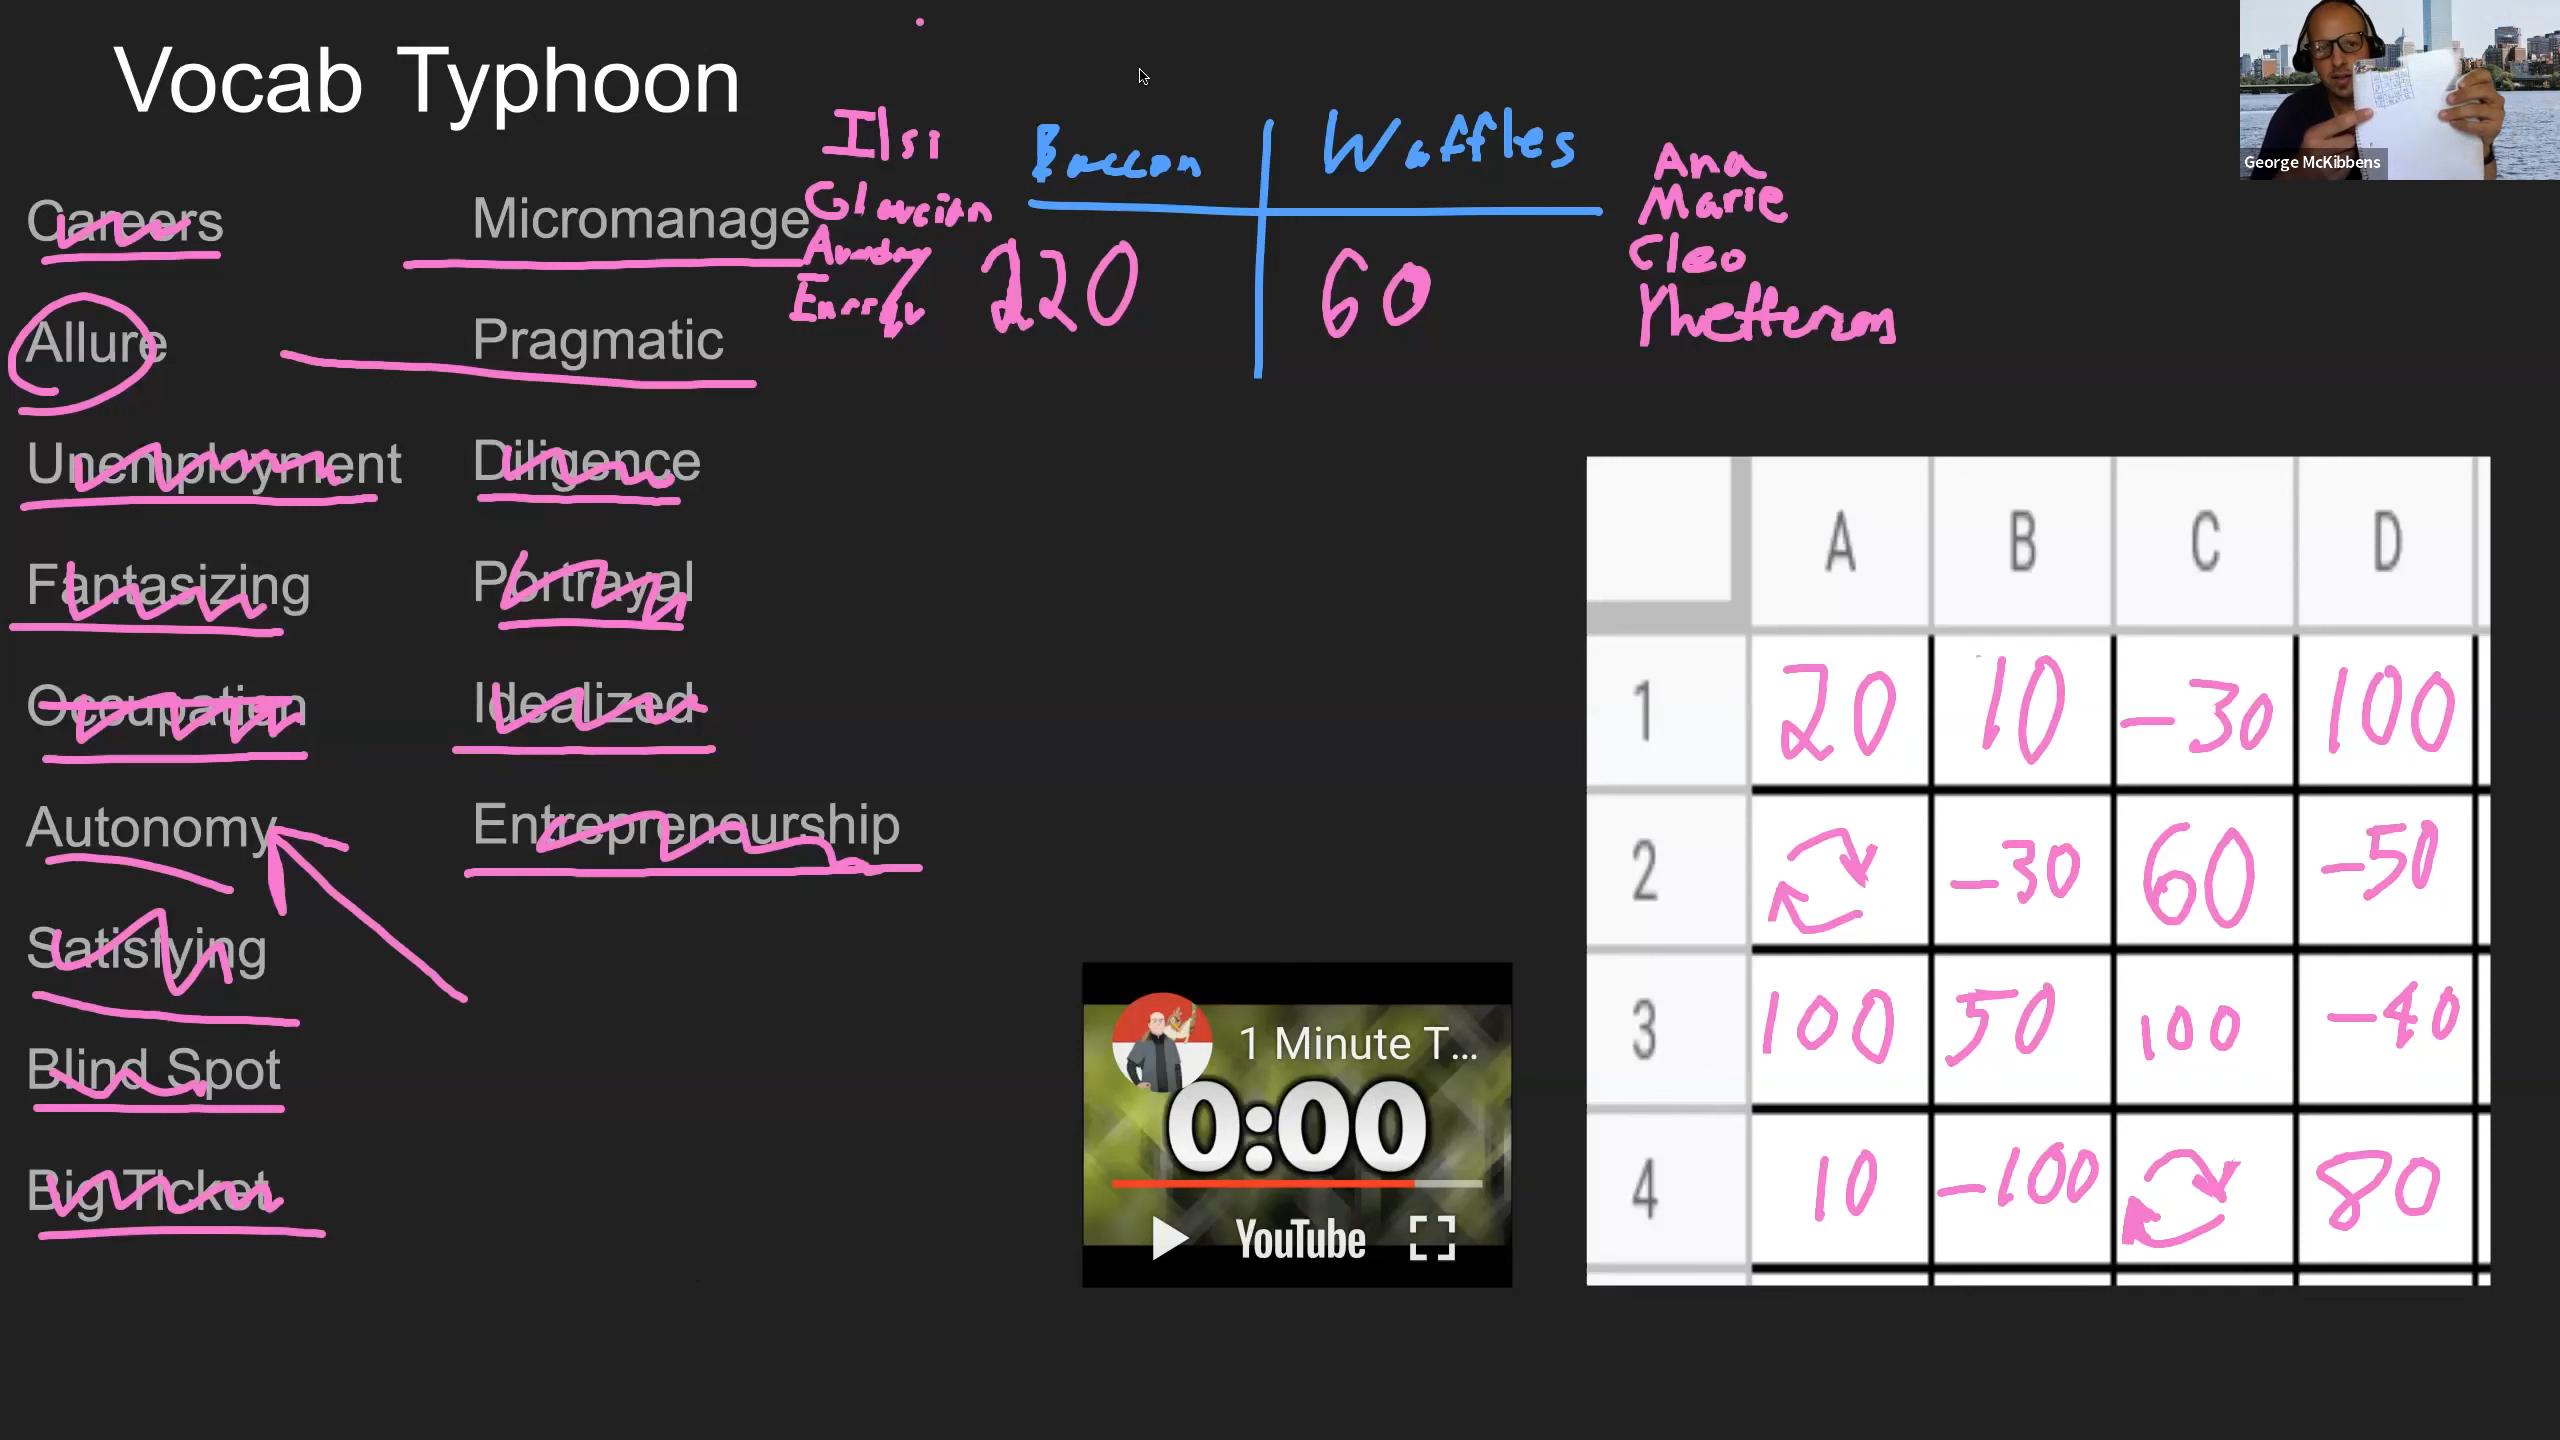 Vocab Typhoon
George McKibbens
Ilsi
Baccon
Waffles
Ana
Marie
Cleo
220
60
Careers
Micromanage
Allure
Pragmatic
Unemployment
Diligence
Fantasizing
Portrayal
Occupation
Idealized
Autonomy
Entrepreneurship
Satisfying
Blind Spot
Big TIcket
1 Minute T...
0:00
YouTube
A B C D
1 20 10 -30 100
2 -30 60 -50
3 100 50 100 -40
4 10 -100 80